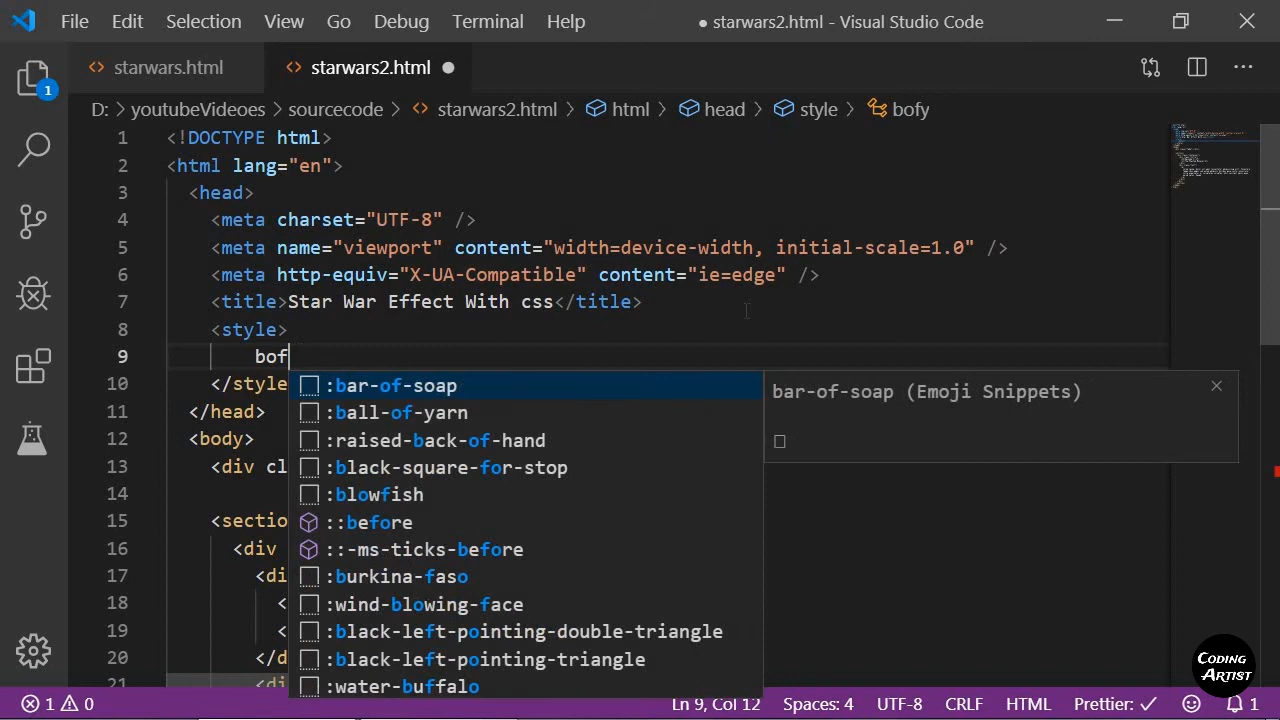 File Edit Selection View Go Debug Terminal Help ● starwars2.html - Visual Studio Code
starwars.html starwars2.html
1
D: > youtubeVideoes > sourcecode > starwars2.html > html > head > style > bofy
1 <!DOCTYPE html>
2 <html lang="en">
3 <head>
4 <meta charset="UTF-8" />
5 <meta name="viewport" content="width=device-width, initial-scale=1.0" />
6 <meta http-equiv="X-UA-Compatible" content="ie=edge" />
7 <title>Star War Effect With css</title>
8 <style>
9 bof
10 </style
11 </head>
12 <body>
13 <div cl
14
15 <section
16 <div
17 <di
18 <
19 <
20 </d
21 <di
:bar-of-soap
:ball-of-yarn
:raised-back-of-hand
:black-square-for-stop
:blowfish
::before
::-ms-ticks-before
:burkina-faso
:wind-blowing-face
:black-left-pointing-double-triangle
:black-left-pointing-triangle
:water-buffalo
bar-of-soap (Emoji Snippets)
CODING
ARTIST
1 0 Ln 9, Col 12 Spaces: 4 UTF-8 CRLF HTML Prettier: ✓ 1